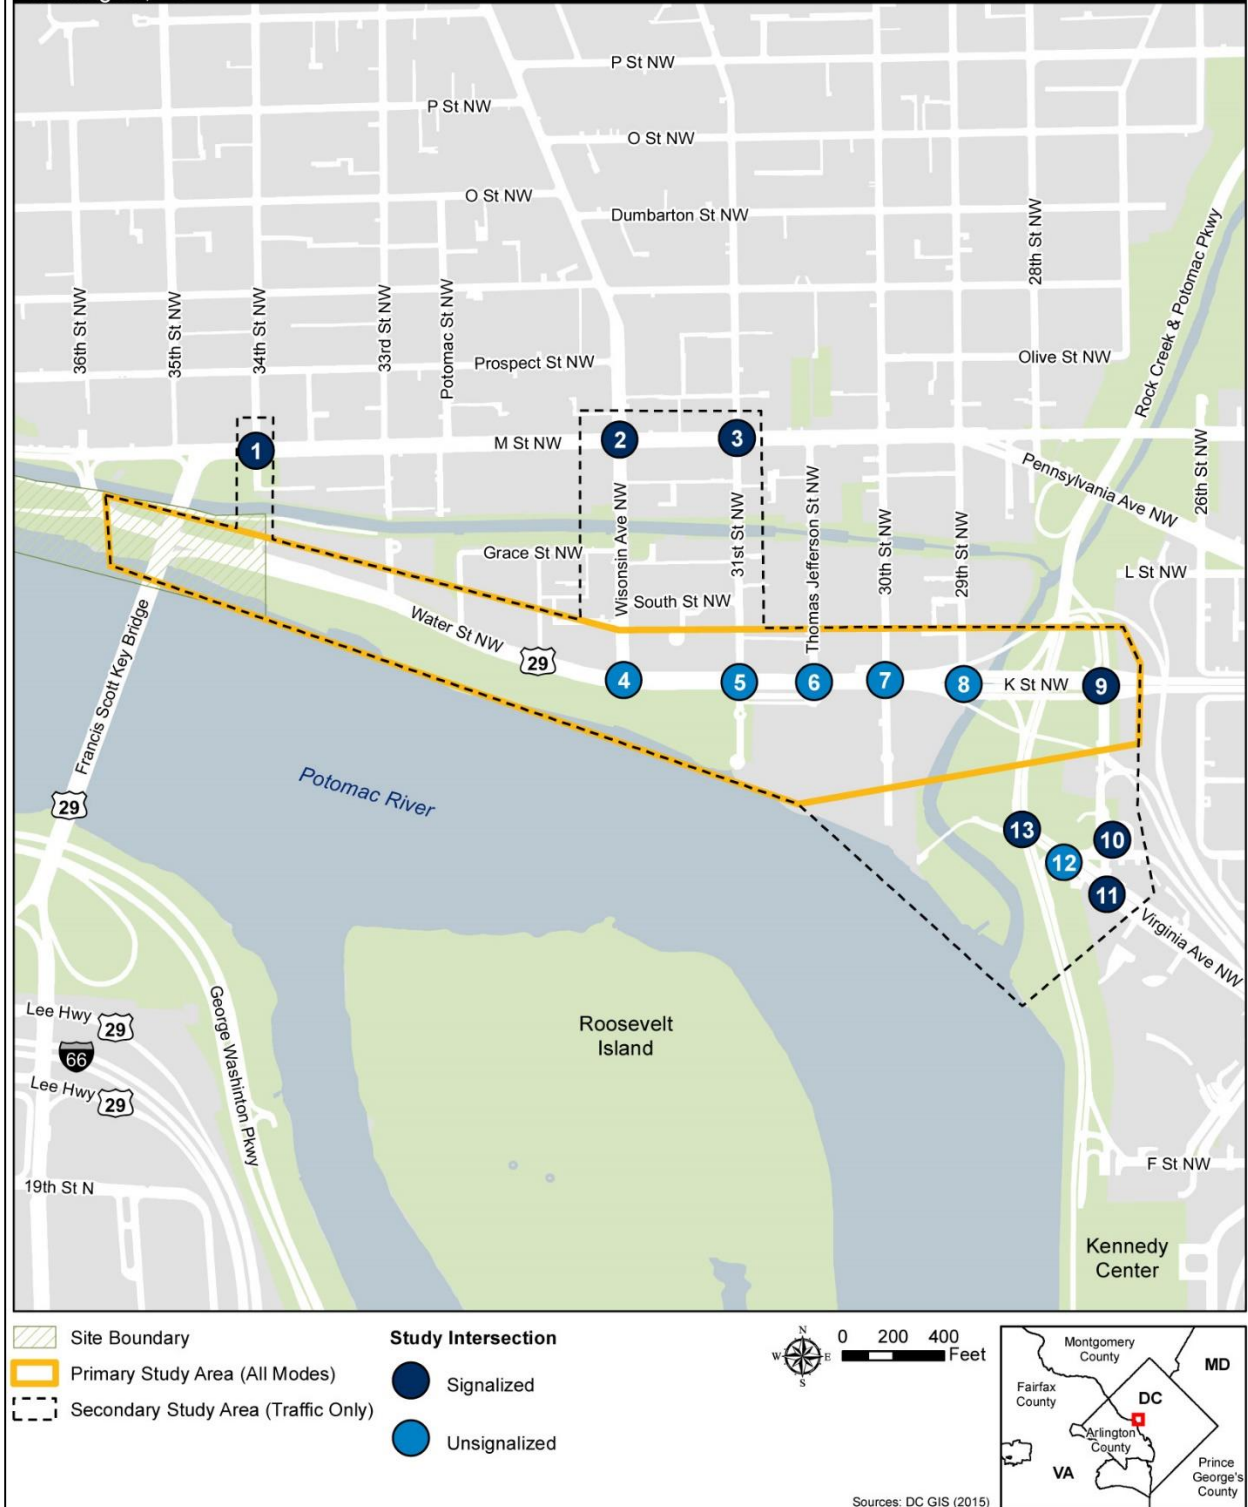 P St NW
P St NW
O St NW
O St NW
Dumbarton St NW
28th St NW
Rock Creek & Potomac Pkwy
36th St NW
35th St NW
34th St NW
33rd St NW
Potomac St NW
Prospect St NW
Olive St NW
1
M St NW
2
3
Pennsylvania Ave NW
26th St NW
Wisonsin Ave NW
31st St NW
Thomas Jefferson St NW
30th St NW
29th St NW
Grace St NW
South St NW
L St NW
Water St NW
29
4
5
6
7
8
K St NW
9
Francis Scott Key Bridge
29
Potomac River
13
12
10
11
Virginia Ave NW
George Washinton Pkwy
Lee Hwy
29
66
Lee Hwy
29
19th St N
Roosevelt
Island
F St NW
Kennedy
Center
Site Boundary
Primary Study Area (All Modes)
Secondary Study Area (Traffic Only)
Study Intersection
Signalized
Unsignalized
N
W E
S
0 200 400
Feet
Montgomery
County
MD
Fairfax
County
DC
Arlington
County
VA
Prince
George's
County
Sources: DC GIS (2015)